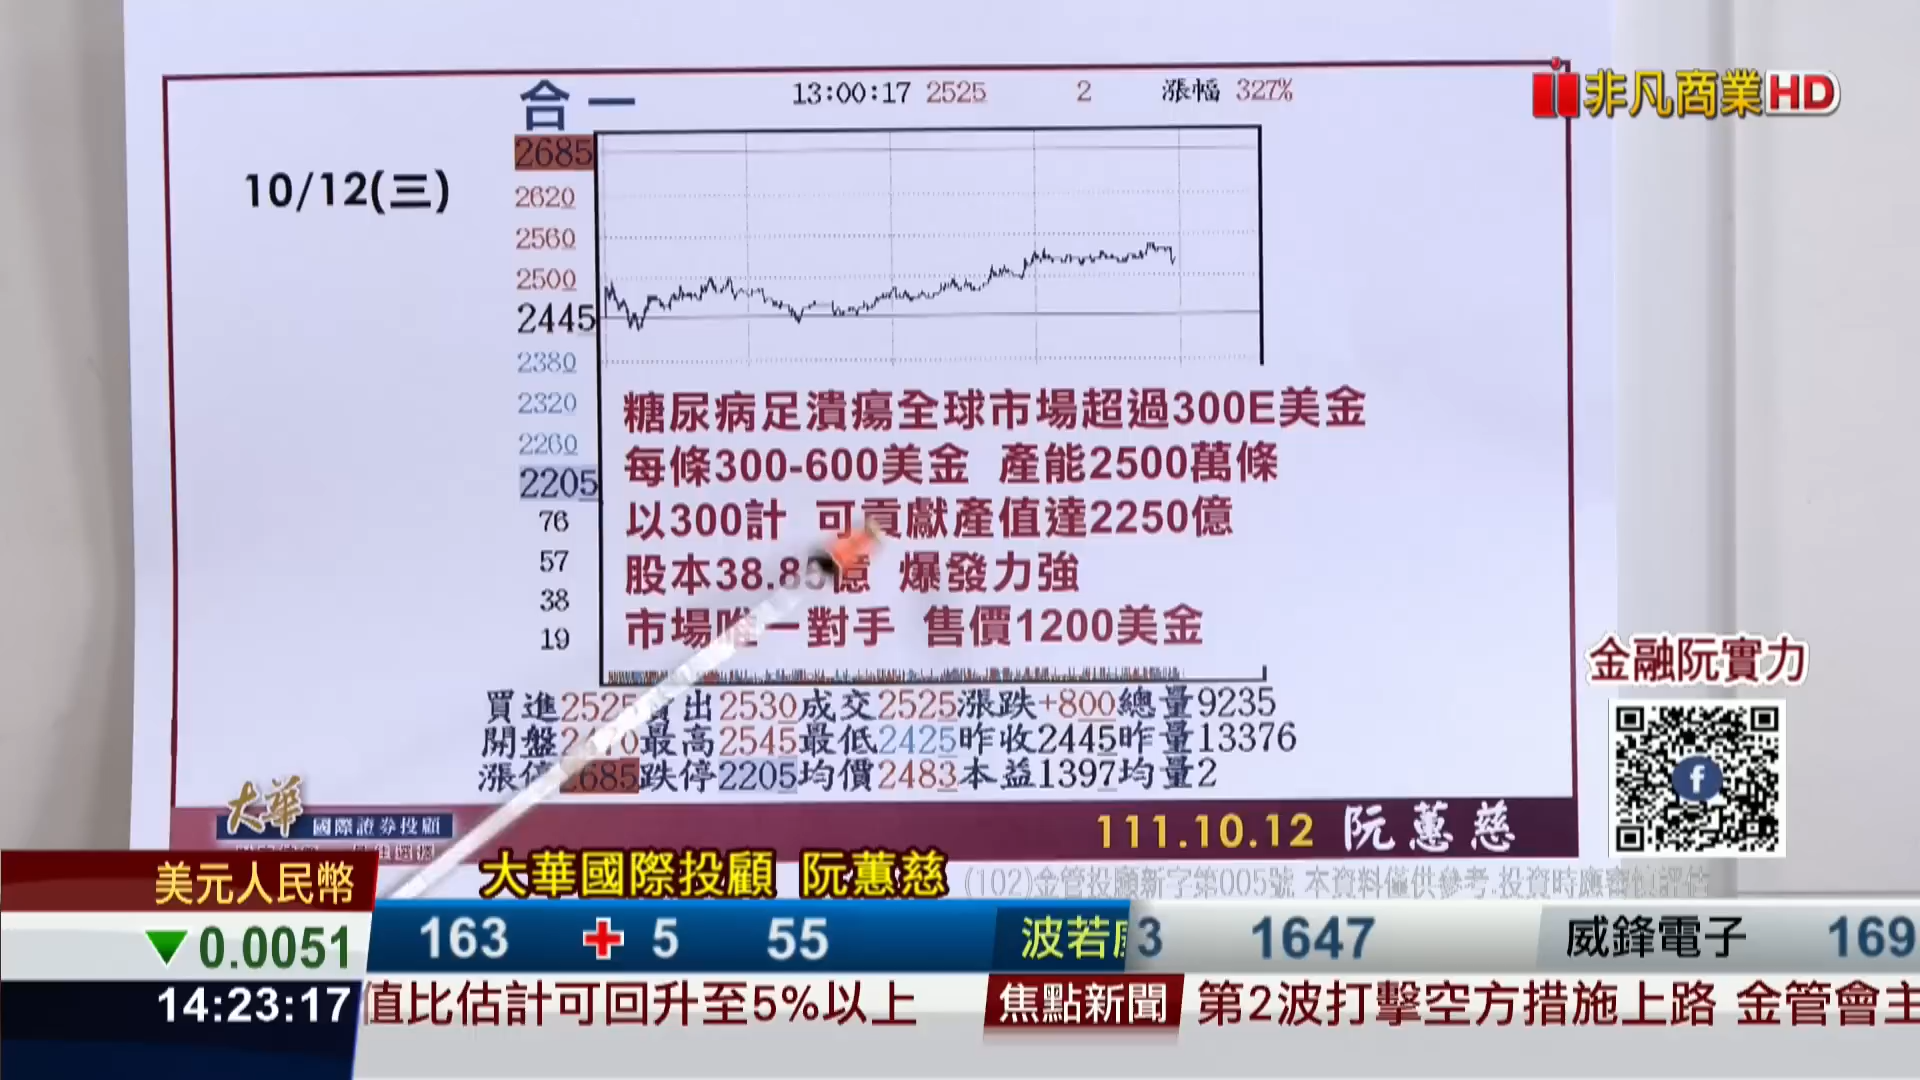 合一 13:00:17 2525 2 漲幅 327%
非凡商業HD
10/12(三)
2685
2620
2560
2500
2445
2380
2320
2260
2205
76
57
38
19
糖尿病足潰瘍全球市場超過300E美金
每條300-600美金 產能2500萬條
以300計 可貢獻產值達2250億
股本38.85億 爆發力強
市場唯一對手 售價1200美金
買進2525賣出2530成交2525漲跌+800總量9235
開盤2470最高2545最低2425昨收2445昨量13376
漲停2685跌停2205均價2483本益1397均量2
金融阮實力
大華
國際證券投顧
111.10.12 阮蕙慈
大華國際投顧 阮蕙慈 (102)金管投顧新字第005號 本資料僅供參考,投資時應審慎評估
美元人民幣
▼0.0051
163 + 5 55 波若 3 1647 威鋒電子 169
14:23:17 值比估計可回升至5%以上 焦點新聞 第2波打擊空方措施上路 金管會主